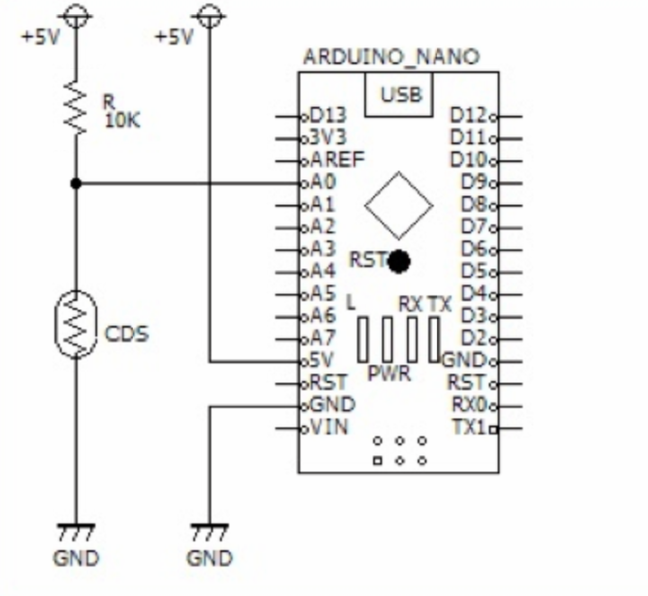 +5V
+5V
ARDUINO_NANO
USB
R
10K
D13
3V3
AREF
A0
A1
A2
A3
A4
A5
A6
A7
5V
RST
GND
VIN
D12
D11
D10
D9
D8
D7
D6
D5
D4
D3
D2
GND
RST
RX0
TX1
RST
L
RX TX
PWR
CDS
GND
GND